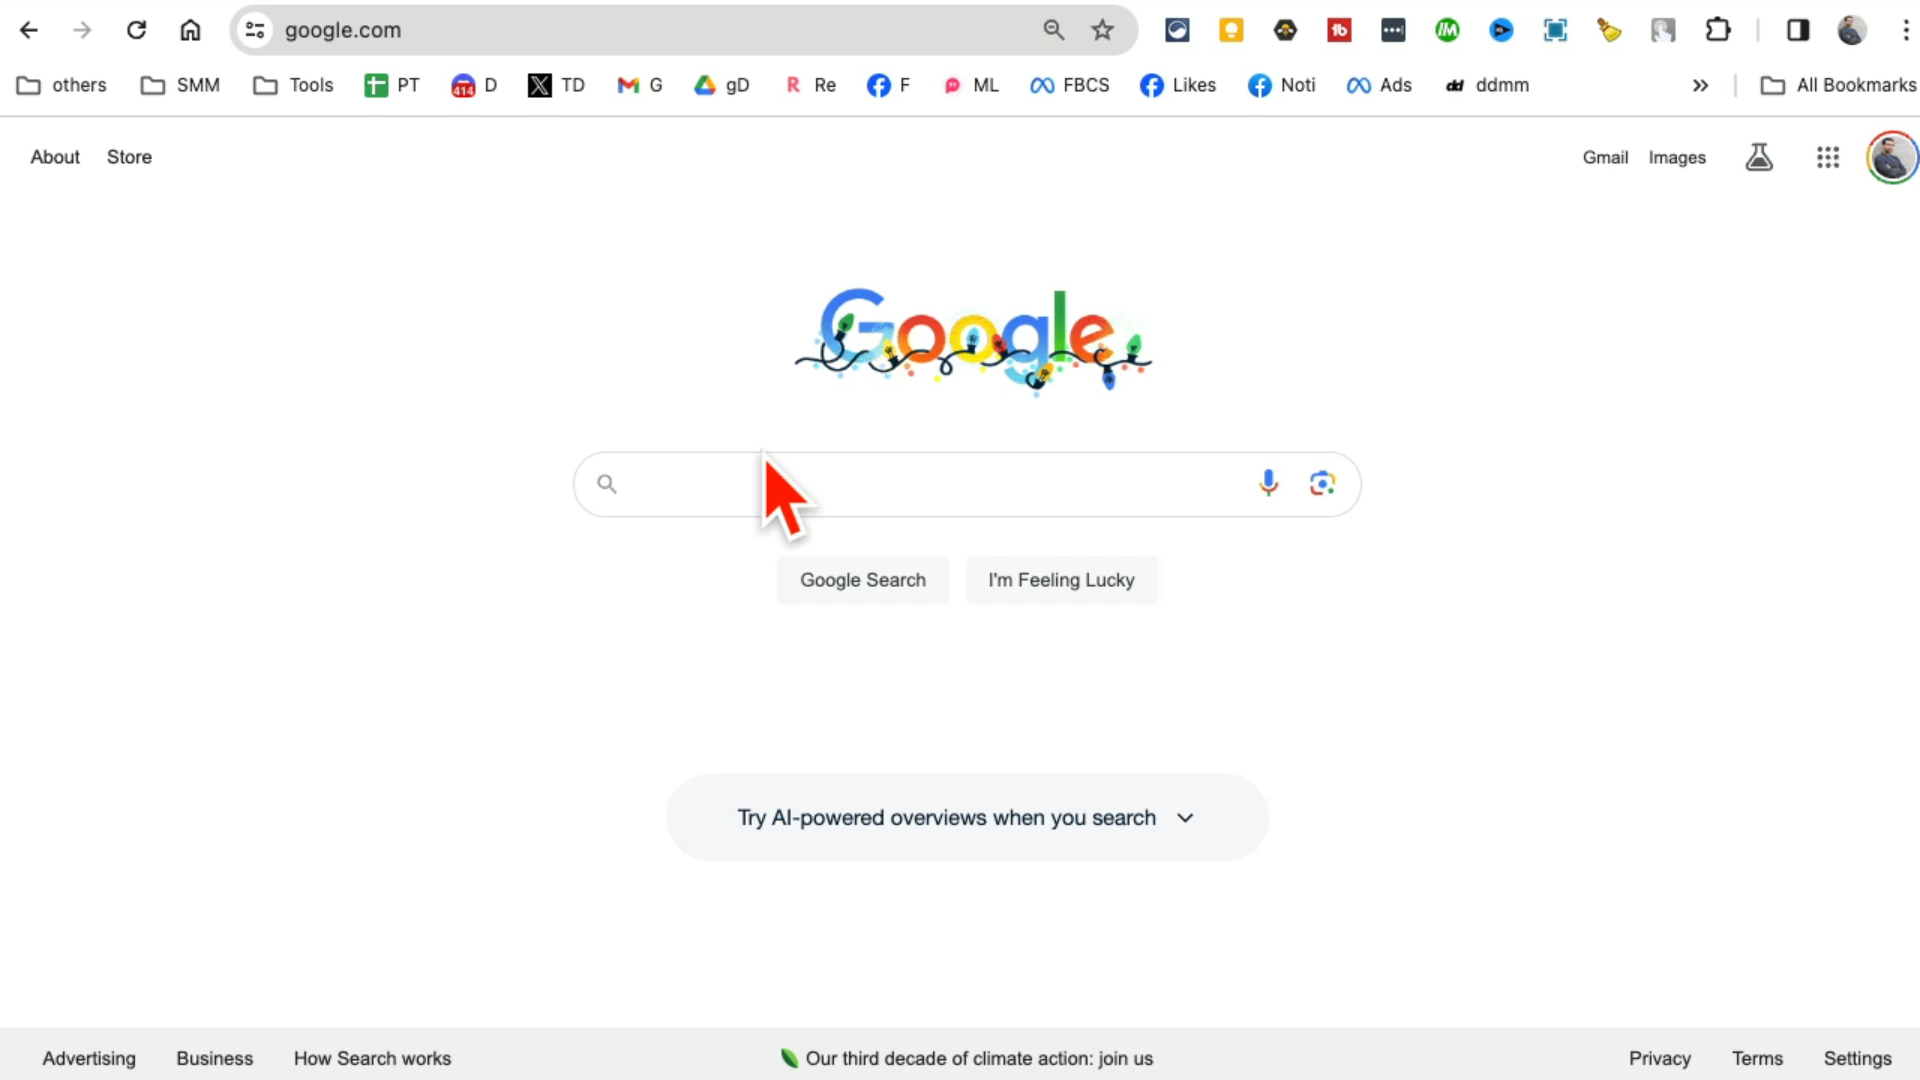 google.com
others SMM Tools PT 414 D TD G gD Re F ML FBCS Likes Noti Ads dd ddmm » All Bookmarks
About Store Gmail Images
Google
Google Search I'm Feeling Lucky
Try AI-powered overviews when you search
Advertising Business How Search works Our third decade of climate action: join us Privacy Terms Settings